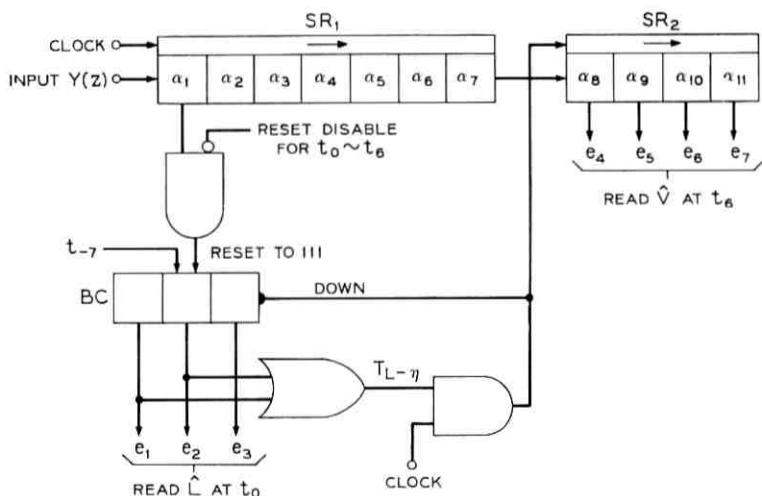 SR₁
SR₂
CLOCK
INPUT Y(Z)
α₁ α₂ α₃ α₄ α₅ α₆ α₇
α₈ α₉ α₁₀ α₁₁
e₄ e₅ e₆ e₇
READ V̂ AT t₆
RESET DISABLE
FOR t₀~t₆
t₋₇
RESET TO 111
BC
DOWN
T_L-η
e₁ e₂ e₃
READ L̂ AT t₀
CLOCK